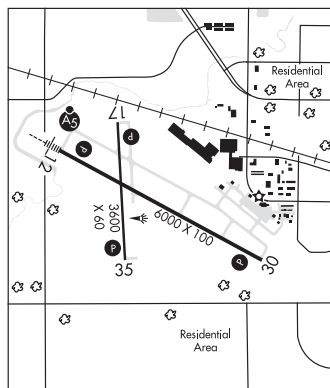 Residential
Area
A5
17
P
P
12
3600
X 60
6000 X 100
P
P
35
30
Residential
Area